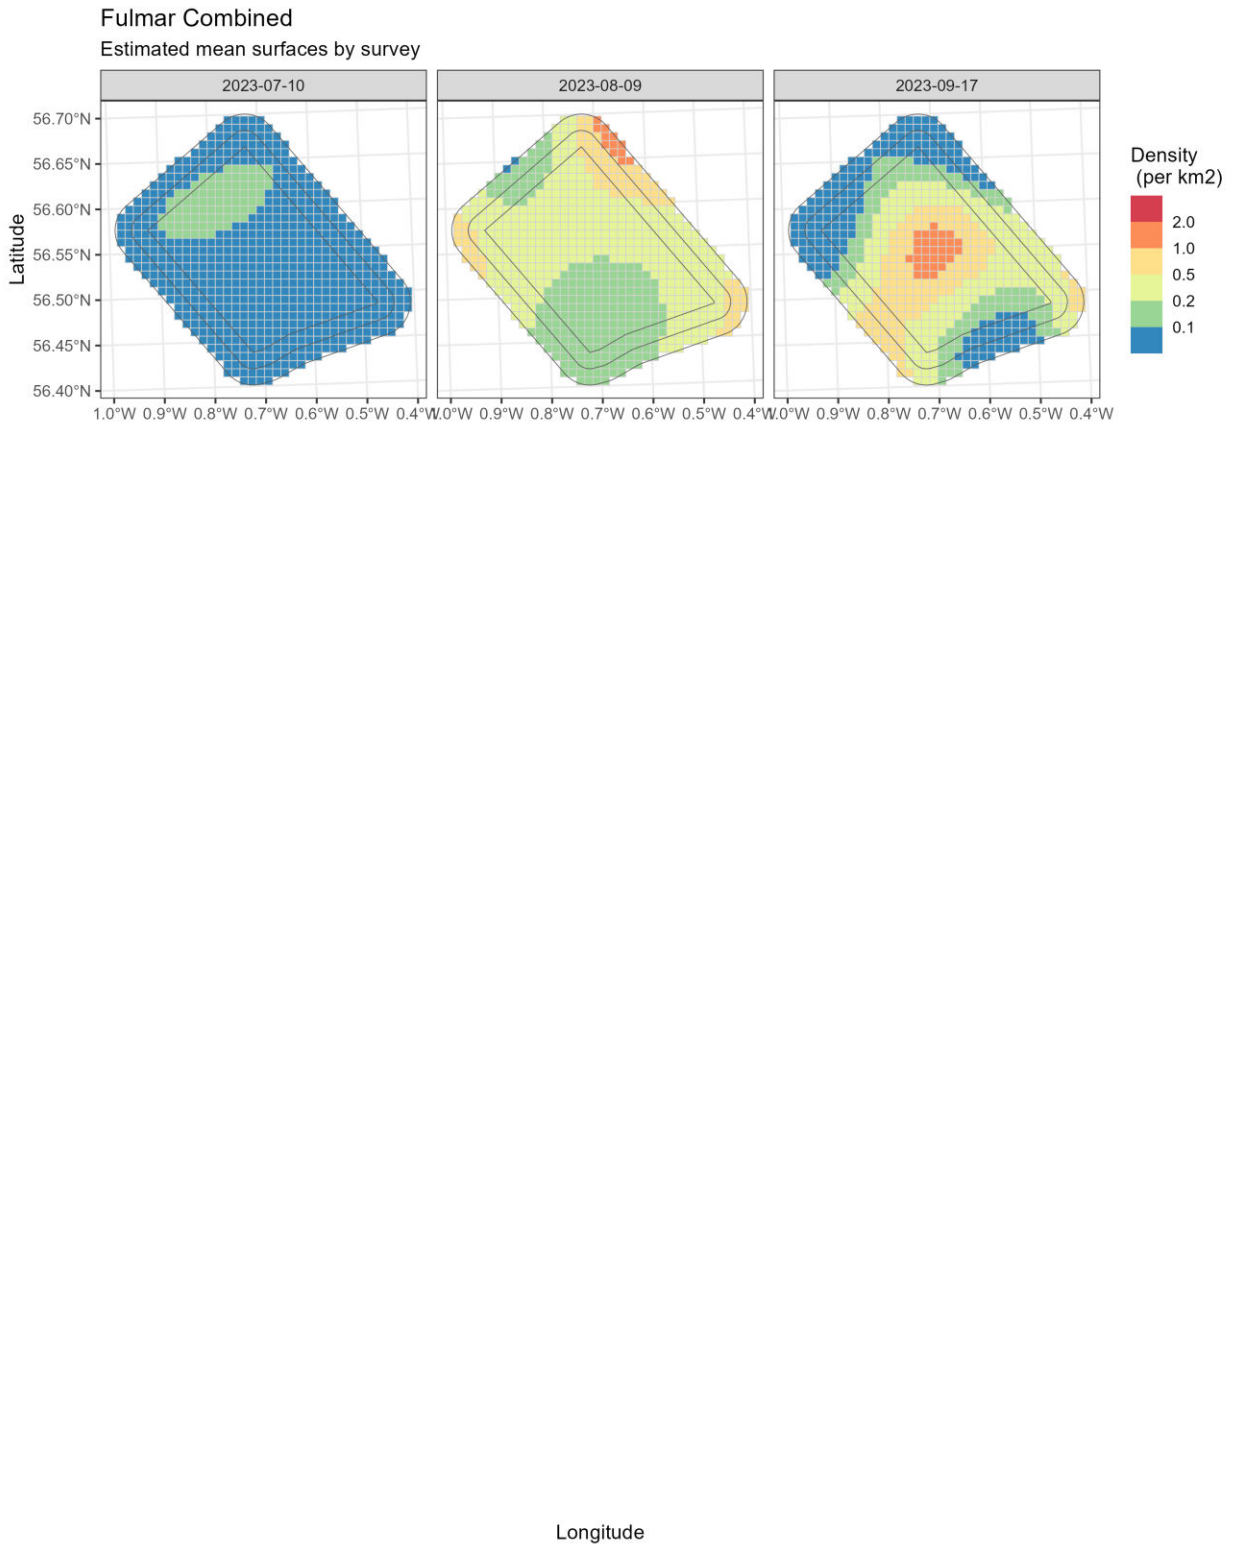 Fulmar Combined
Estimated mean surfaces by survey
2023-07-10 2023-08-09 2023-09-17
Density
(per km2)
2.0
1.0
0.5
0.2
0.1
Latitude
56.70°N
56.65°N
56.60°N
56.55°N
56.50°N
56.45°N
56.40°N
1.0°W 0.9°W 0.8°W 0.7°W 0.6°W 0.5°W 0.4°W 1.0°W 0.9°W 0.8°W 0.7°W 0.6°W 0.5°W 0.4°W 1.0°W 0.9°W 0.8°W 0.7°W 0.6°W 0.5°W 0.4°W
Longitude